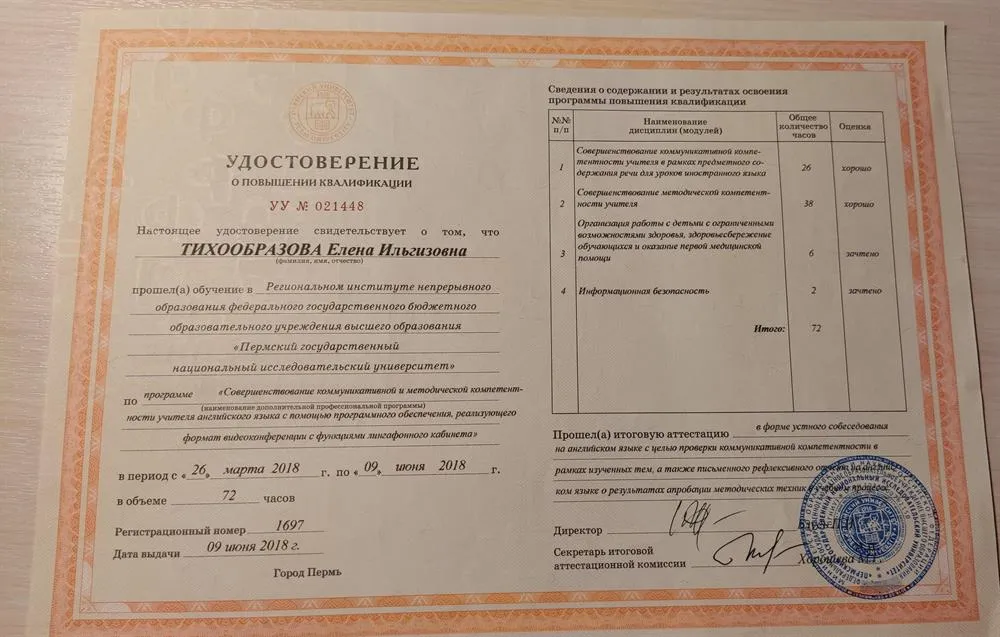 УДОСТОВЕРЕНИЕ
О ПОВЫШЕНИИ КВАЛИФИКАЦИИ
УУ № 021448
Настоящее удостоверение свидетельствует о том, что
ТИХООБРАЗОВА Елена Ильгизовна
(фамилия, имя, отчество)
прошел(а) обучение в Региональном институте непрерывного
образования федерального государственного бюджетного
образовательного учреждения высшего образования
«Пермский государственный
национальный исследовательский университет»
по программе «Совершенствование коммуникативной и методической компетент-
(наименование дополнительной профессиональной программы)
ности учителя английского языка с помощью программного обеспечения, реализующего
формат видеоконференции с функциями лингафонного кабинета»
в период с «26» марта 2018 г. по «09» июня 2018 г.
в объеме 72 часов
Регистрационный номер 1697
Дата выдачи 09 июня 2018 г.
Город Пермь
Сведения о содержании и результатах освоения
программы повышения квалификации
№№ п/п
Наименование дисциплин (модулей)
Общее количество часов
Оценки
1 Совершенствование коммуникативной компе-
тентности учителя в рамках предметного со-
держания речи для уроков иностранного языка 26 хорошо
Совершенствование методической компетент-
2 ности учителя 38 хорошо
Организация работы с детьми с ограниченными
возможностями здоровья, здоровьесбережение
обучающихся и оказание первой медицинской
3 помощи 6 зачтено
4 Информационная безопасность 2 зачтено
Итого: 72
Прошел(а) итоговую аттестацию в форме устного собеседования
на английском языке с целью проверки коммуникативной компетентности в
рамках изученных тем, а также письменного рефлексивного на
ком языке о результатах апробации методических техник в
Директор
Секретарь итоговой
аттестационной комиссии